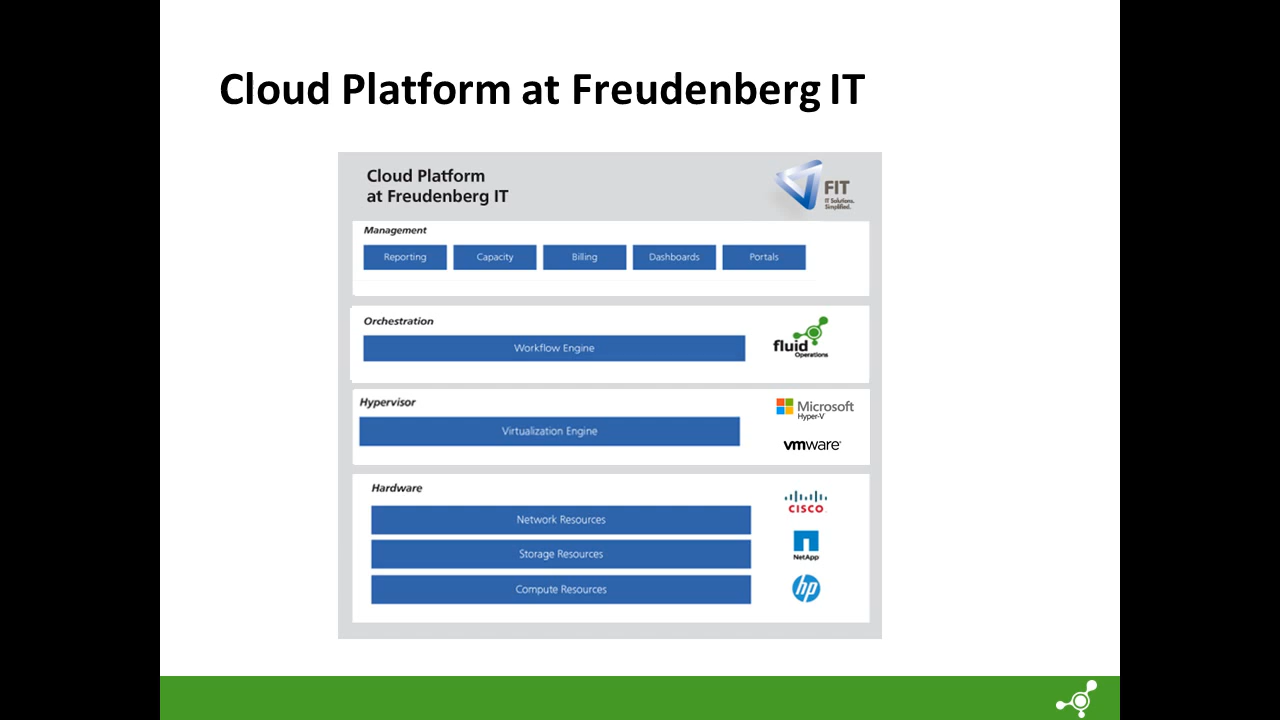 Cloud Platform at Freudenberg IT
Cloud Platform
at Freudenberg IT
FIT
IT Solutions.
Simplified.
Management
Reporting
Capacity
Billing
Dashboards
Portals
Orchestration
Workflow Engine
fluid
Operations
Hypervisor
Virtualization Engine
Microsoft
Hyper-V
vmware
Hardware
Network Resources
CISCO
Storage Resources
NetApp
Compute Resources
hp